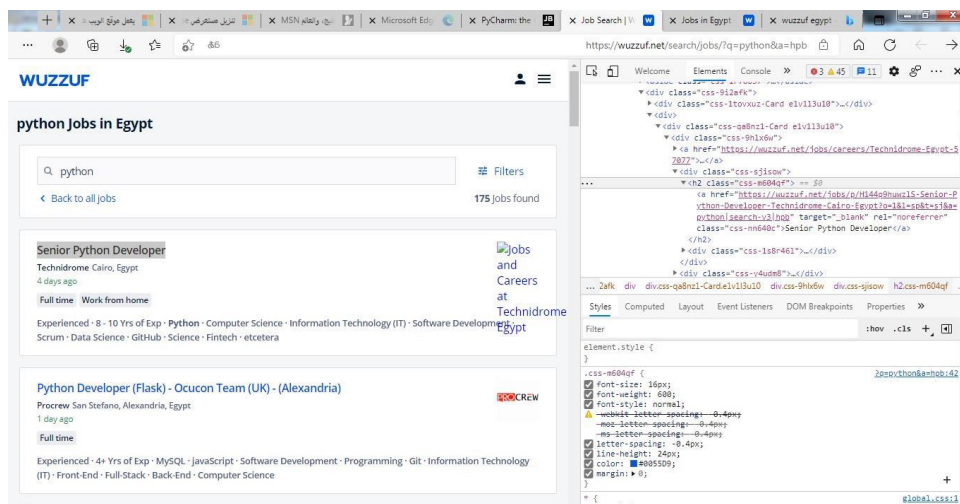 wuzzuf egypt
Jobs in Egypt
Job Search | W
PyCharm: the
Microsoft Edg
MSN
https://wuzzuf.net/search/jobs/?q=python&a=hpb
WUZZUF
python Jobs in Egypt
python
Filters
Back to all jobs
175 Jobs found
Senior Python Developer
Technidrome Cairo, Egypt
4 days ago
Full time Work from home
Experienced · 8 - 10 Yrs of Exp · Python · Computer Science · Information Technology (IT) · Software Development ·
Scrum · Data Science · GitHub · Science · Fintech · etcetera
Jobs
and
Careers
at
Technidrome
Egypt
Python Developer (Flask) - Ocucon Team (UK) - (Alexandria)
Procrew San Stefano, Alexandria, Egypt
1 day ago
Full time
PROCREW
Experienced · 4+ Yrs of Exp · MySQL · JavaScript · Software Development · Programming · Git · Information Technology
(IT) · Front-End · Full-Stack · Back-End · Computer Science
Welcome Elements Console » 3 45 11
<div class="css-9i2afk">
<div class="css-1tovxuz-Card e1v1l3u10">…</div>
<div>
<div class="css-qa8nz1-Card e1v1l3u10">
<div class="css-9hlx6w">
<a href="https://wuzzuf.net/jobs/careers/Technidrome-Egypt-5
7077">…</a>
<div class="css-sjisow">
<h2 class="css-m604qf"> == $0
<a href="https://wuzzuf.net/jobs/p/H144p9huwzlS-Senior-P
ython-Developer-Technidrome-Cairo-Egypt?o=1&l=sp&t=sj&a=
python|search-v3|hpb" target="_blank" rel="noreferrer"
class="css-nn640c">Senior Python Developer</a>
</h2>
<div class="css-1s8r46l">…</div>
</div>
<div class="css-y4udm8">…</div>
... 2afk div div.css-qa8nz1-Card.e1v1l3u10 div.css-9hlx6w div.css-sjisow h2.css-m604qf
Styles Computed Layout Event Listeners DOM Breakpoints Properties »
Filter :hov .cls +
element.style {
}
.css-m604qf { ?q=python&a=hpb:42
font-size: 16px;
font-weight: 600;
font-style: normal;
-webkit-letter-spacing: -0.4px;
-moz-letter-spacing: -0.4px;
-ms-letter-spacing: -0.4px;
letter-spacing: -0.4px;
line-height: 24px;
color: #0055D9;
margin: 0;
}
* { global.css:1